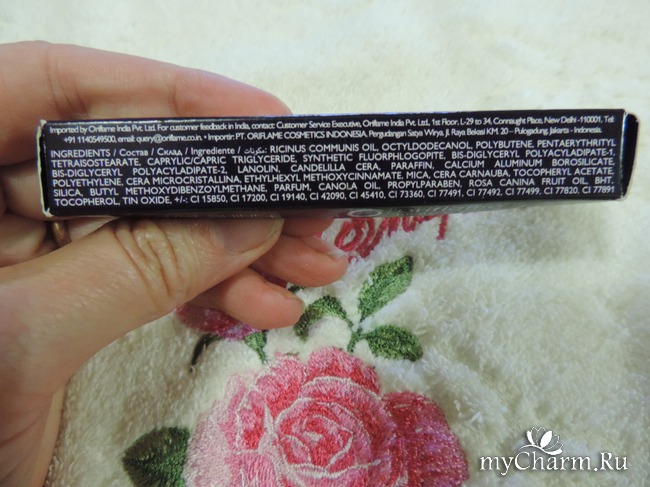 Imported by Oriflame India Pvt. Ltd. For customer feedback in India, contact: Customer Service Executive, Oriflame India Pvt. Ltd., 1st Floor, L-29 to 34, Connaught Place, New Delhi -110001, Tel:
+91 1140549500, email: query@oriflame.co.in. • Importir: PT. ORIFLAME COSMETICS INDONESIA, Pergudangan Satya Wirya, Jl. Raya Bekasi KM. 20 – Pulogadung, Jakarta - Indonesia.
INGREDIENTS / Состав / Склад / Ingrediente / مكونات: RICINUS COMMUNIS OIL, OCTYLDODECANOL, POLYBUTENE, PENTAERYTHRITYL
TETRAISOSTEARATE, CAPRYLIC/CAPRIC TRIGLYCERIDE, SYNTHETIC FLUORPHLOGOPITE, BIS-DIGLYCERYL POLYACYLADIPATE-1,
BIS-DIGLYCERYL POLYACYLADIPATE-2, LANOLIN, CANDELILLA CERA, PARAFFIN, CALCIUM ALUMINUM BOROSILICATE,
POLYETHYLENE, CERA MICROCRISTALLINA, ETHYLHEXYL METHOXYCINNAMATE, MICA, CERA CARNAUBA, TOCOPHERYL ACETATE,
SILICA, BUTYL METHOXYDIBENZOYLMETHANE, PARFUM, CANOLA OIL, PROPYLPARABEN, ROSA CANINA FRUIT OIL, BHT,
TOCOPHEROL, TIN OXIDE, +/-: CI 15850, CI 17200, CI 19140, CI 42090, CI 45410, CI 73360, CI 77491, CI 77492, CI 77499, CI 77820, CI 77891
myCharm.Ru